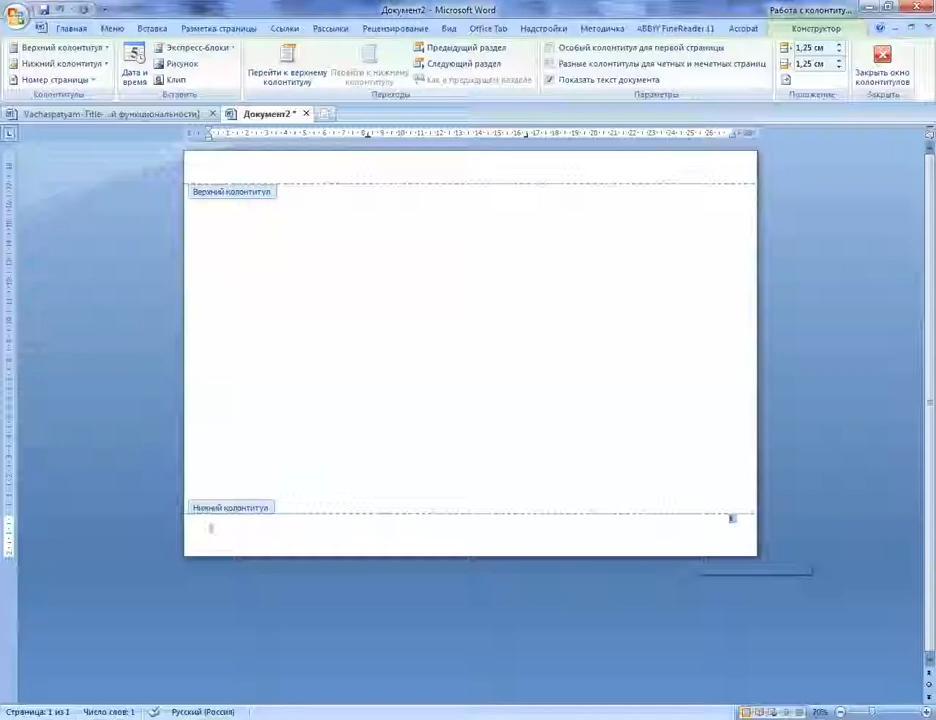 Документ2 - Microsoft Word
Работа с колонтиту...
Главная Меню Вставка Разметка страницы Ссылки Рассылки Рецензирование Вид Office Tab Надстройки Методичка ABBYY FineReader 11 Acrobat Конструктор
Верхний колонтитул
Нижний колонтитул
Номер страницы
Колонтитулы
Дата и время
Экспресс-блоки
Рисунок
Клип
Вставить
Перейти к верхнему колонтитулу
Перейти к нижнему колонтитулу
Предыдущий раздел
Следующий раздел
Как в предыдущем разделе
Переходы
Особый колонтитул для первой страницы
Разные колонтитулы для четных и нечетных страниц
Показать текст документа
Параметры
1,25 см
1,25 см
Положение
Закрыть окно колонтитулов
Закрыть
Vachaspatyam-Title-...й функциональности]
Документ2 *
Верхний колонтитул
Нижний колонтитул
Страница: 1 из 1 Число слов: 1 Русский (Россия) 70%